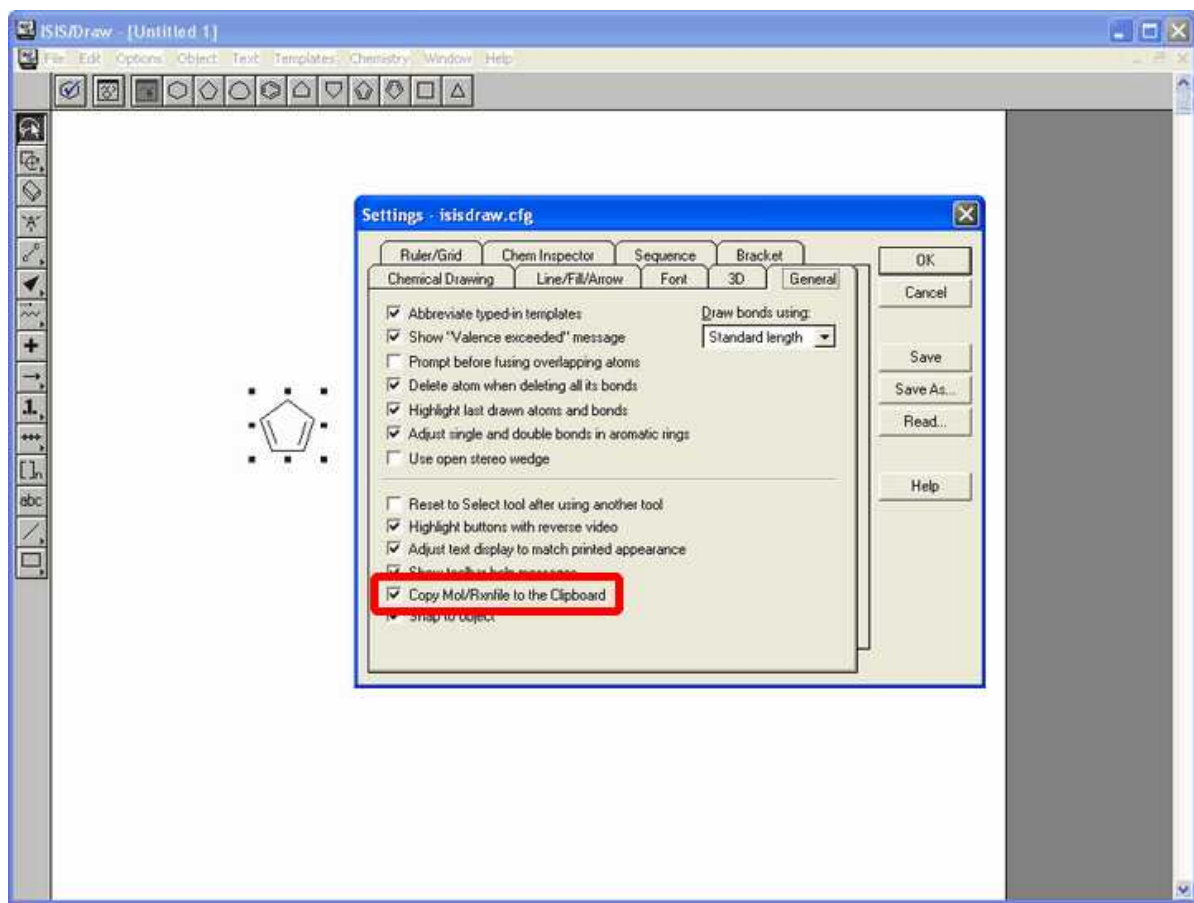 ISIS/Draw - [Untitled 1]
File Edit Options Object Text Templates Chemistry Window Help
Settings - isisdraw.cfg
Ruler/Grid Chem Inspector Sequence Bracket
Chemical Drawing Line/Fill/Arrow Font 3D General
OK
Cancel
Save
Save As...
Read...
Help
Abbreviate typed-in templates
Show "Valence exceeded" message
Prompt before fusing overlapping atoms
Delete atom when deleting all its bonds
Highlight last drawn atoms and bonds
Adjust single and double bonds in aromatic rings
Use open stereo wedge
Draw bonds using:
Standard length
Reset to Select tool after using another tool
Highlight buttons with reverse video
Adjust text display to match printed appearance
Show toolbar help messages
Copy Mol/Rxnfile to the Clipboard
Snap to object
1.
[ ]n
abc